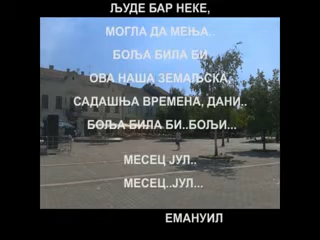 ЉУДЕ БАР НЕКЕ,
МОГЛА ДА МЕЊА..
БОЉА БИЛА БИ
ОВА НАША ЗЕМАЉСКА,
САДАШЊА ВРЕМЕНА, ДАНИ..
БОЉА БИЛА БИ..БОЉИ...
МЕСЕЦ ЈУЛ..
МЕСЕЦ..ЈУЛ...
ЕМАНУИЛ